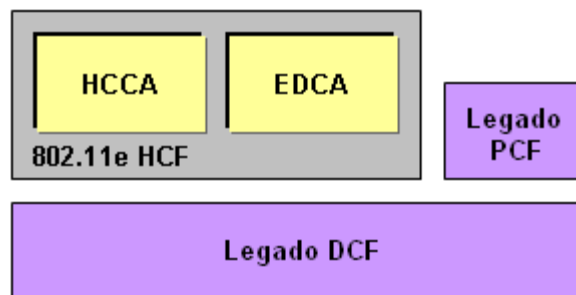 HCCA
EDCA
802.11e HCF
Legado
PCF
Legado DCF